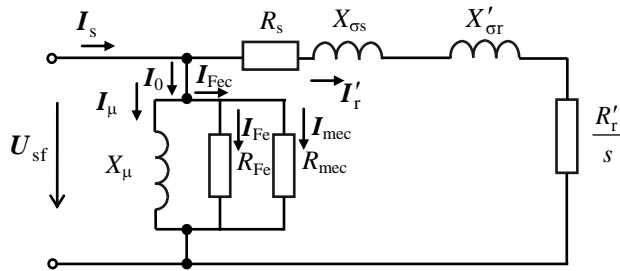 I_s
R_s
X_σs
X'_σr
I_0
I_Fec
I'_r
I_μ
I_Fe
I_mec
U_sf
X_μ
R_Fe
R_mec
R'_r
s